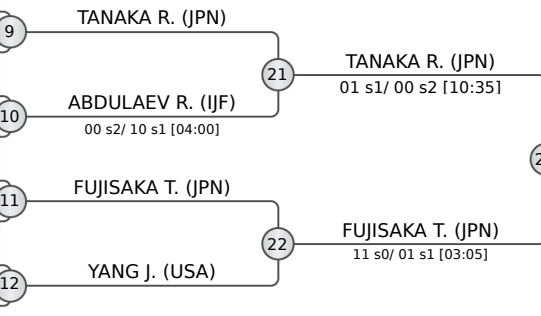 9
TANAKA R. (JPN)
21
TANAKA R. (JPN)
01 s1/ 00 s2 [10:35]
10
ABDULAEV R. (IJF)
00 s2/ 10 s1 [04:00]
11
FUJISAKA T. (JPN)
22
FUJISAKA T. (JPN)
11 s0/ 01 s1 [03:05]
12
YANG J. (USA)